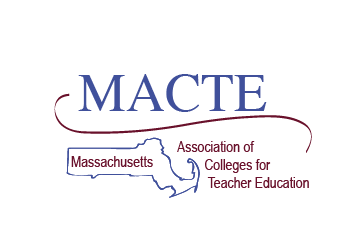 MACTE
Massachusetts
Association of
Colleges for
Teacher Education